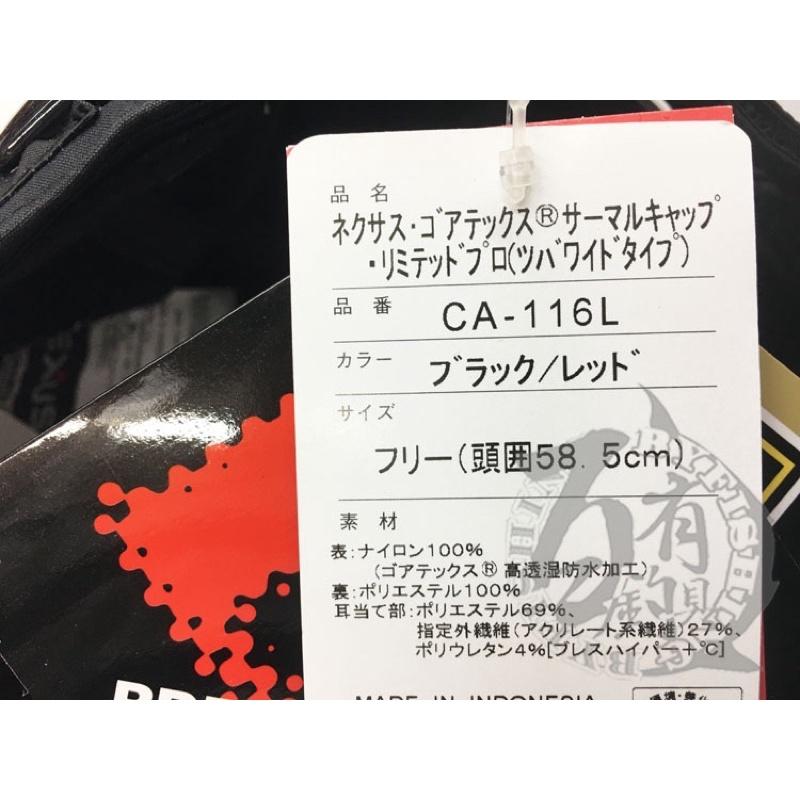 品名
ネクサス・ゴアテックス®サーマルキャップ
・リミテッドプロ(ツバワイドタイプ)
品番
CA-116L
カラー
ブラック/レッド
サイズ
フリー(頭囲58.5cm)
素材
表:ナイロン100%
(ゴアテックス®高透湿防水加工)
裏:ポリエステル100%
耳当て部:ポリエステル69%、
指定外繊維(アクリレート系繊維)27%、
ポリウレタン4%[ブレスハイパー+℃]
MADE IN INDONESIA